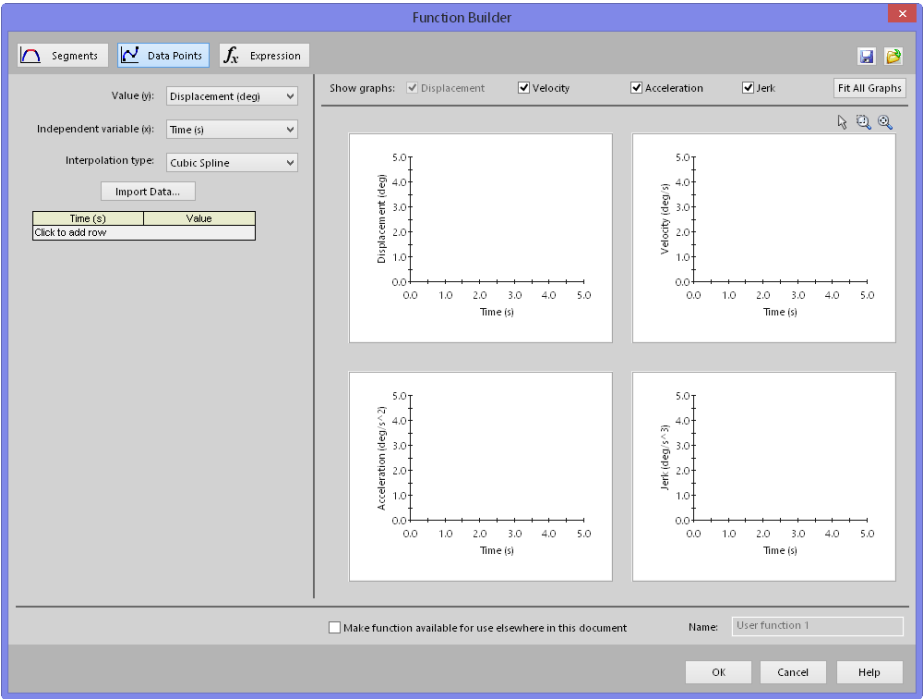 Function Builder
Segments Data Points fx Expression
Value (y): Displacement (deg)
Independent variable (x): Time (s)
Interpolation type: Cubic Spline
Import Data...
Time (s) Value
Click to add row
Show graphs: Displacement Velocity Acceleration Jerk Fit All Graphs
Displacement (deg)
5.0
4.0
3.0
2.0
1.0
0.0
0.0 1.0 2.0 3.0 4.0 5.0
Time (s)
Velocity (deg/s)
5.0
4.0
3.0
2.0
1.0
0.0
0.0 1.0 2.0 3.0 4.0 5.0
Time (s)
Acceleration (deg/s^2)
5.0
4.0
3.0
2.0
1.0
0.0
0.0 1.0 2.0 3.0 4.0 5.0
Time (s)
Jerk (deg/s^3)
5.0
4.0
3.0
2.0
1.0
0.0
0.0 1.0 2.0 3.0 4.0 5.0
Time (s)
Make function available for use elsewhere in this document Name: User function 1
OK Cancel Help